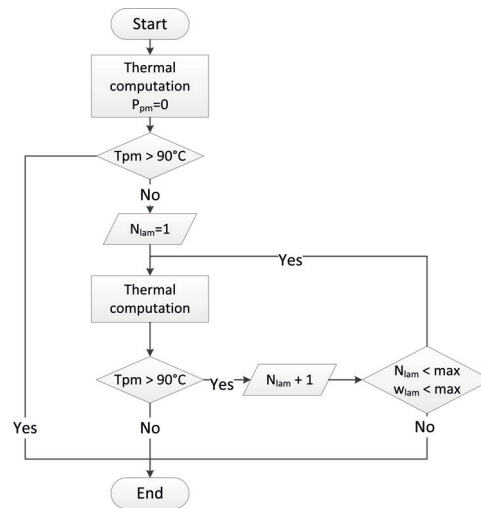 Start
Thermal
computation
Ppm=0
Tpm > 90°C
No
Nlam=1
Yes
Thermal
computation
Tpm > 90°C
Yes
Nlam + 1
Nlam < max
wlam < max
Yes
No
No
End